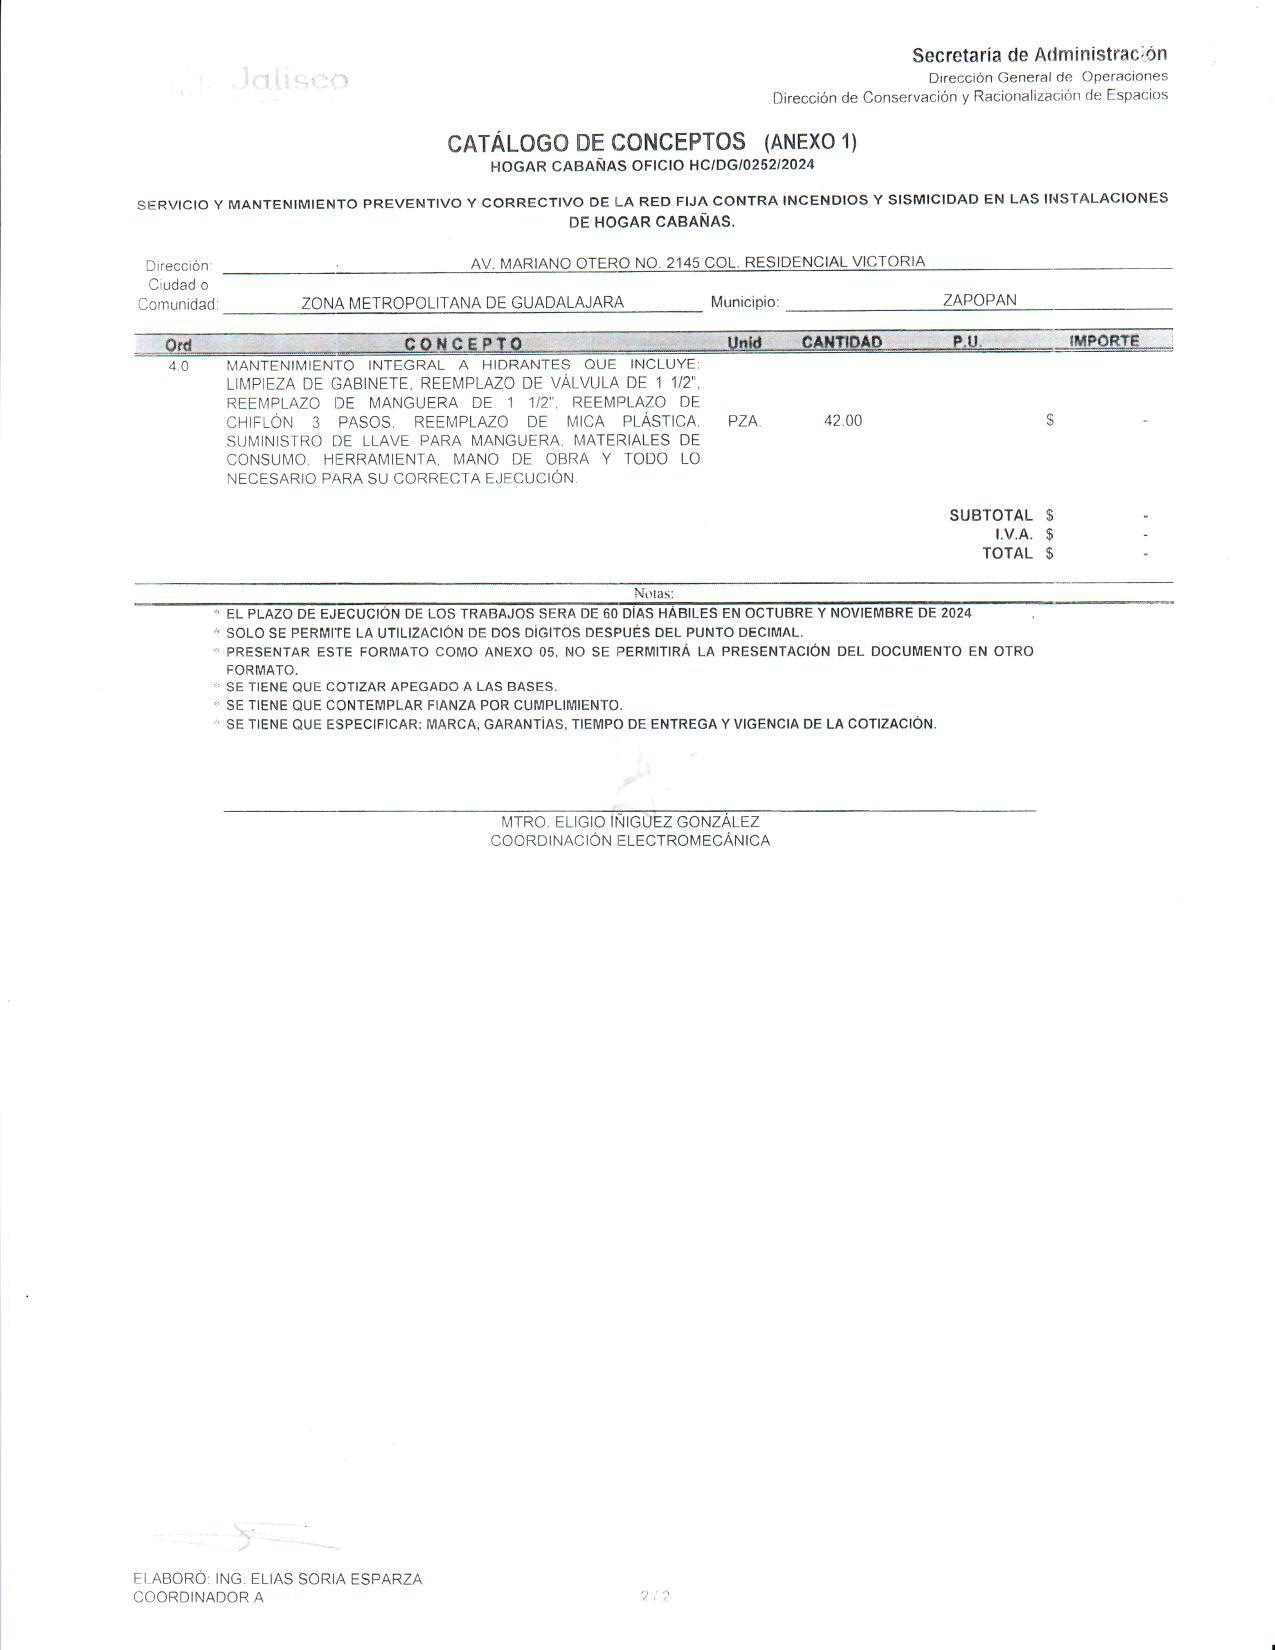 Jalisco
Secretaría de Administración
Dirección General de Operaciones
Dirección de Conservación y Racionalización de Espacios
CATÁLOGO DE CONCEPTOS (ANEXO 1)
HOGAR CABAÑAS OFICIO HC/DG/0252/2024
SERVICIO Y MANTENIMIENTO PREVENTIVO Y CORRECTIVO DE LA RED FIJA CONTRA INCENDIOS Y SISMICIDAD EN LAS INSTALACIONES
DE HOGAR CABAÑAS.
Dirección: AV. MARIANO OTERO NO. 2145 COL. RESIDENCIAL VICTORIA
Ciudad o
Comunidad: ZONA METROPOLITANA DE GUADALAJARA Municipio: ZAPOPAN
Ord CONCEPTO Unid CANTIDAD P.U. IMPORTE
4.0 MANTENIMIENTO INTEGRAL A HIDRANTES QUE INCLUYE:
LIMPIEZA DE GABINETE, REEMPLAZO DE VÁLVULA DE 1 1/2",
REEMPLAZO DE MANGUERA DE 1 1/2", REEMPLAZO DE
CHIFLÓN 3 PASOS, REEMPLAZO DE MICA PLÁSTICA, PZA. 42.00 $ -
SUMINISTRO DE LLAVE PARA MANGUERA, MATERIALES DE
CONSUMO, HERRAMIENTA, MANO DE OBRA Y TODO LO
NECESARIO PARA SU CORRECTA EJECUCIÓN.
SUBTOTAL $ -
I.V.A. $ -
TOTAL $ -
Notas:
* EL PLAZO DE EJECUCIÓN DE LOS TRABAJOS SERA DE 60 DÍAS HÁBILES EN OCTUBRE Y NOVIEMBRE DE 2024
* SOLO SE PERMITE LA UTILIZACIÓN DE DOS DÍGITOS DESPUÉS DEL PUNTO DECIMAL.
* PRESENTAR ESTE FORMATO COMO ANEXO 05, NO SE PERMITIRÁ LA PRESENTACIÓN DEL DOCUMENTO EN OTRO
FORMATO.
* SE TIENE QUE COTIZAR APEGADO A LAS BASES.
* SE TIENE QUE CONTEMPLAR FIANZA POR CUMPLIMIENTO.
* SE TIENE QUE ESPECIFICAR: MARCA, GARANTÍAS, TIEMPO DE ENTREGA Y VIGENCIA DE LA COTIZACIÓN.
MTRO. ELIGIO IÑIGUEZ GONZÁLEZ
COORDINACIÓN ELECTROMECÁNICA
ELABORÓ: ING. ELIAS SORIA ESPARZA
COORDINADOR A
2 / 2